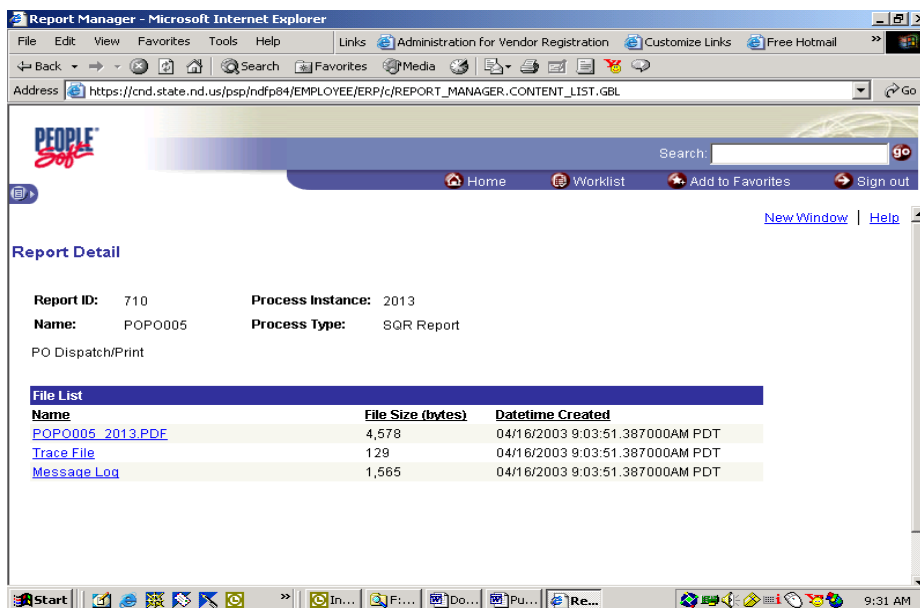 Report Manager - Microsoft Internet Explorer
File Edit View Favorites Tools Help Links Administration for Vendor Registration Customize Links Free Hotmail »
Back Search Favorites Media
Address https://cnd.state.nd.us/psp/ndfp84/EMPLOYEE/ERP/c/REPORT_MANAGER.CONTENT_LIST.GBL Go
PEOPLE Soft
Search: go
Home Worklist Add to Favorites Sign out
New Window | Help
Report Detail
Report ID: 710 Process Instance: 2013
Name: POPO005 Process Type: SQR Report
PO Dispatch/Print
File List
Name File Size (bytes) Datetime Created
POPO005_2013.PDF 4,578 04/16/2003 9:03:51.387000AM PDT
Trace File 129 04/16/2003 9:03:51.387000AM PDT
Message Log 1,565 04/16/2003 9:03:51.387000AM PDT
Start » In... F:... Do... Pu... Re... 9:31 AM